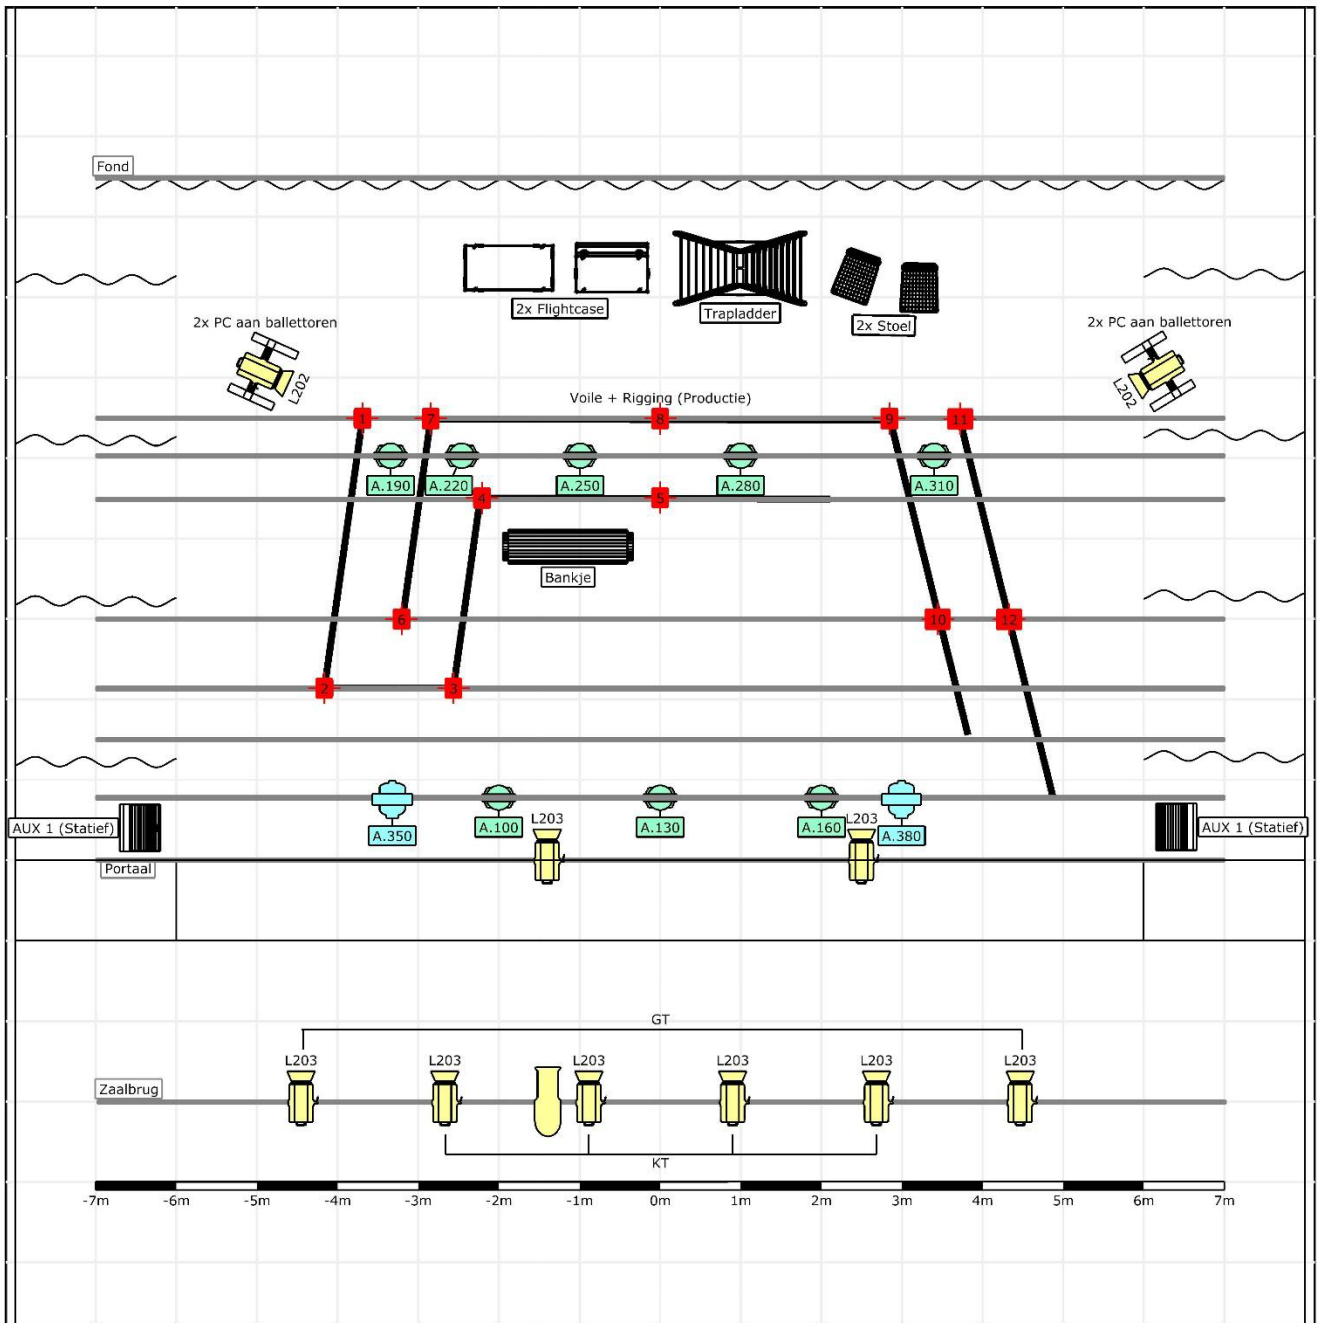 Fond
2x Flightcase
Trapladder
2x Stoel
2x PC aan ballettoren
2x PC aan ballettoren
L202
L202
Voile + Rigging (Productie)
1
7
8
9
11
A.190
A.220
A.250
A.280
A.310
4
5
Bankje
6
10
12
2
3
AUX 1 (Statief)
A.350
A.100
L203
A.130
A.160
L203
A.380
AUX 1 (Statief)
Portaal
GT
L203
L203
L203
L203
L203
L203
Zaalbrug
KT
-7m
-6m
-5m
-4m
-3m
-2m
-1m
0m
1m
2m
3m
4m
5m
6m
7m